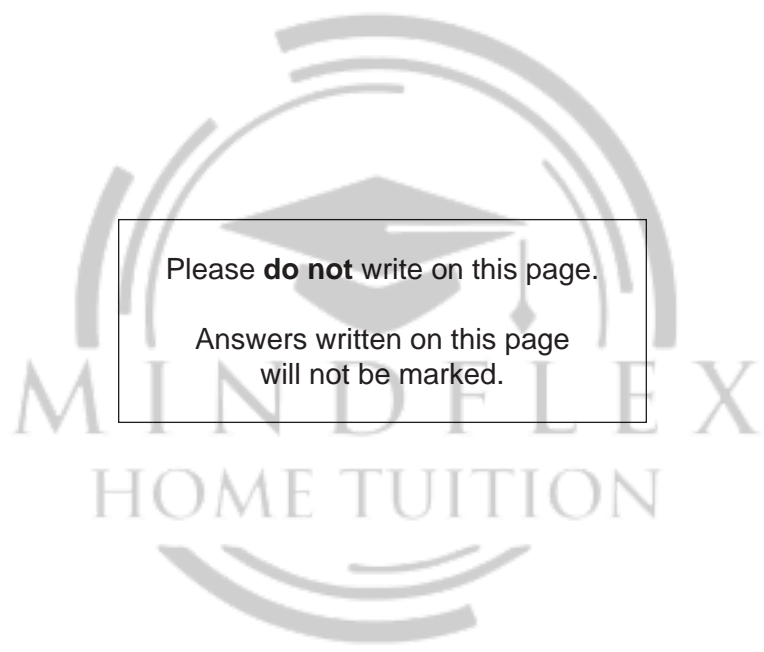 Please do not write on this page.
Answers written on this page
will not be marked.
MINDFLEX
HOME TUITION